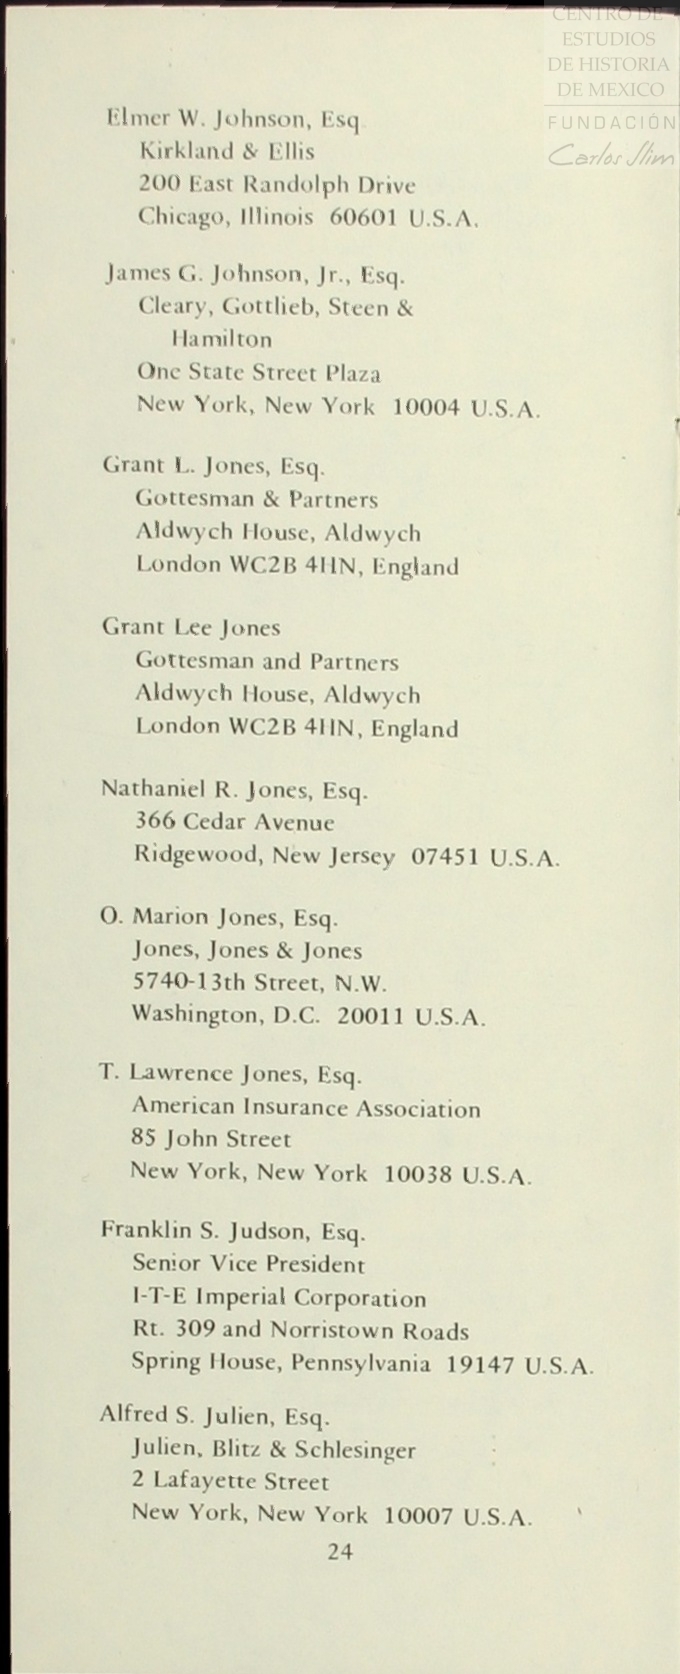 CENTRO DE
ESTUDIOS
DE HISTORIA
DE MEXICO
FUNDACIÓN
Carlos Slim
Elmer W. Johnson, Esq
Kirkland & Ellis
200 East Randolph Drive
Chicago, Illinois 60601 U.S.A.
James G. Johnson, Jr., Esq.
Cleary, Gottlieb, Steen &
Hamilton
One State Street Plaza
New York, New York 10004 U.S.A.
Grant L. Jones, Esq.
Gottesman & Partners
Aldwych House, Aldwych
London WC2B 4HN, England
Grant Lee Jones
Gottesman and Partners
Aldwych House, Aldwych
London WC2B 4HN, England
Nathaniel R. Jones, Esq.
366 Cedar Avenue
Ridgewood, New Jersey 07451 U.S.A.
O. Marion Jones, Esq.
Jones, Jones & Jones
5740-13th Street, N.W.
Washington, D.C. 20011 U.S.A.
T. Lawrence Jones, Esq.
American Insurance Association
85 John Street
New York, New York 10038 U.S.A.
Franklin S. Judson, Esq.
Senior Vice President
I-T-E Imperial Corporation
Rt. 309 and Norristown Roads
Spring House, Pennsylvania 19147 U.S.A.
Alfred S. Julien, Esq.
Julien, Blitz & Schlesinger
2 Lafayette Street
New York, New York 10007 U.S.A.
24